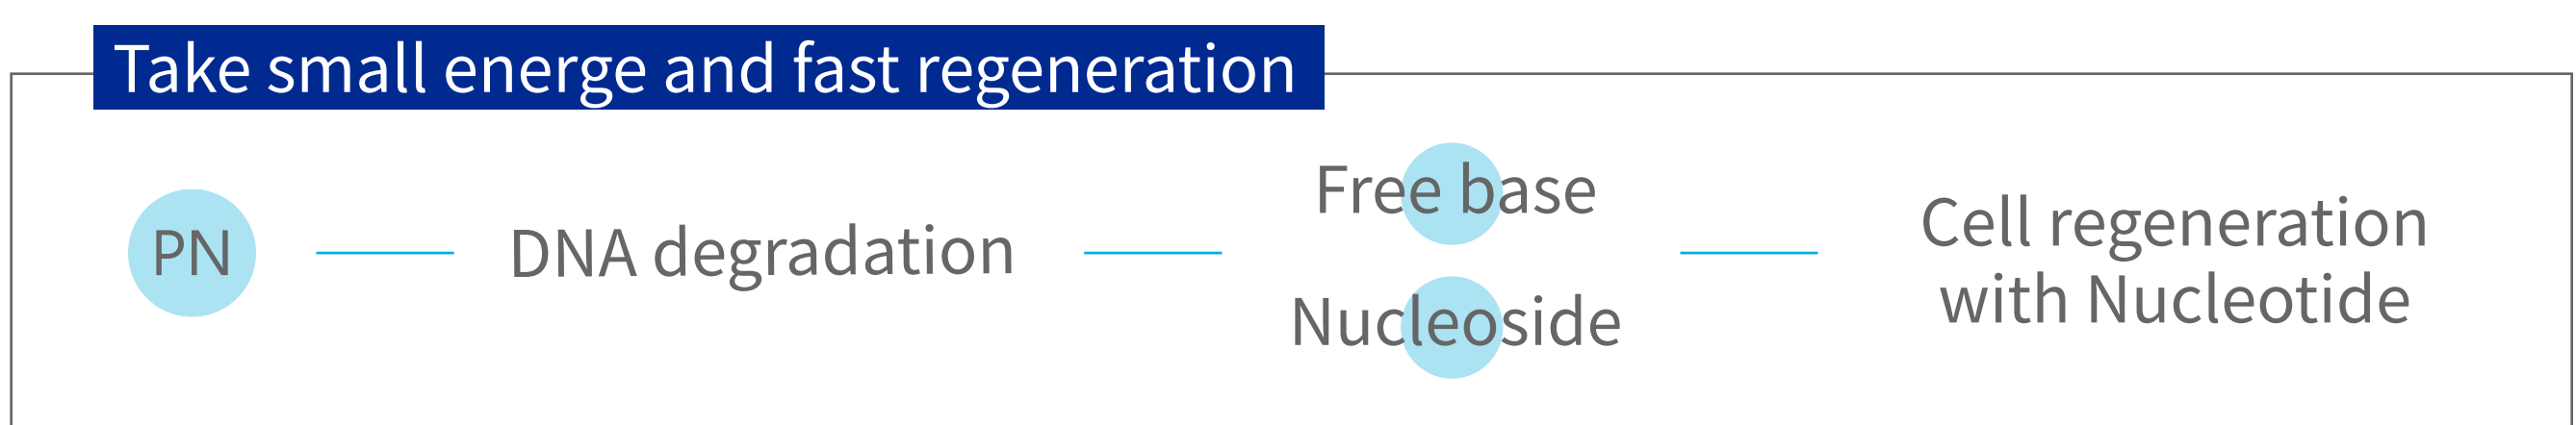 Take small energe and fast regeneration
PN
DNA degradation
Free base
Nucleoside
Cell regeneration
with Nucleotide